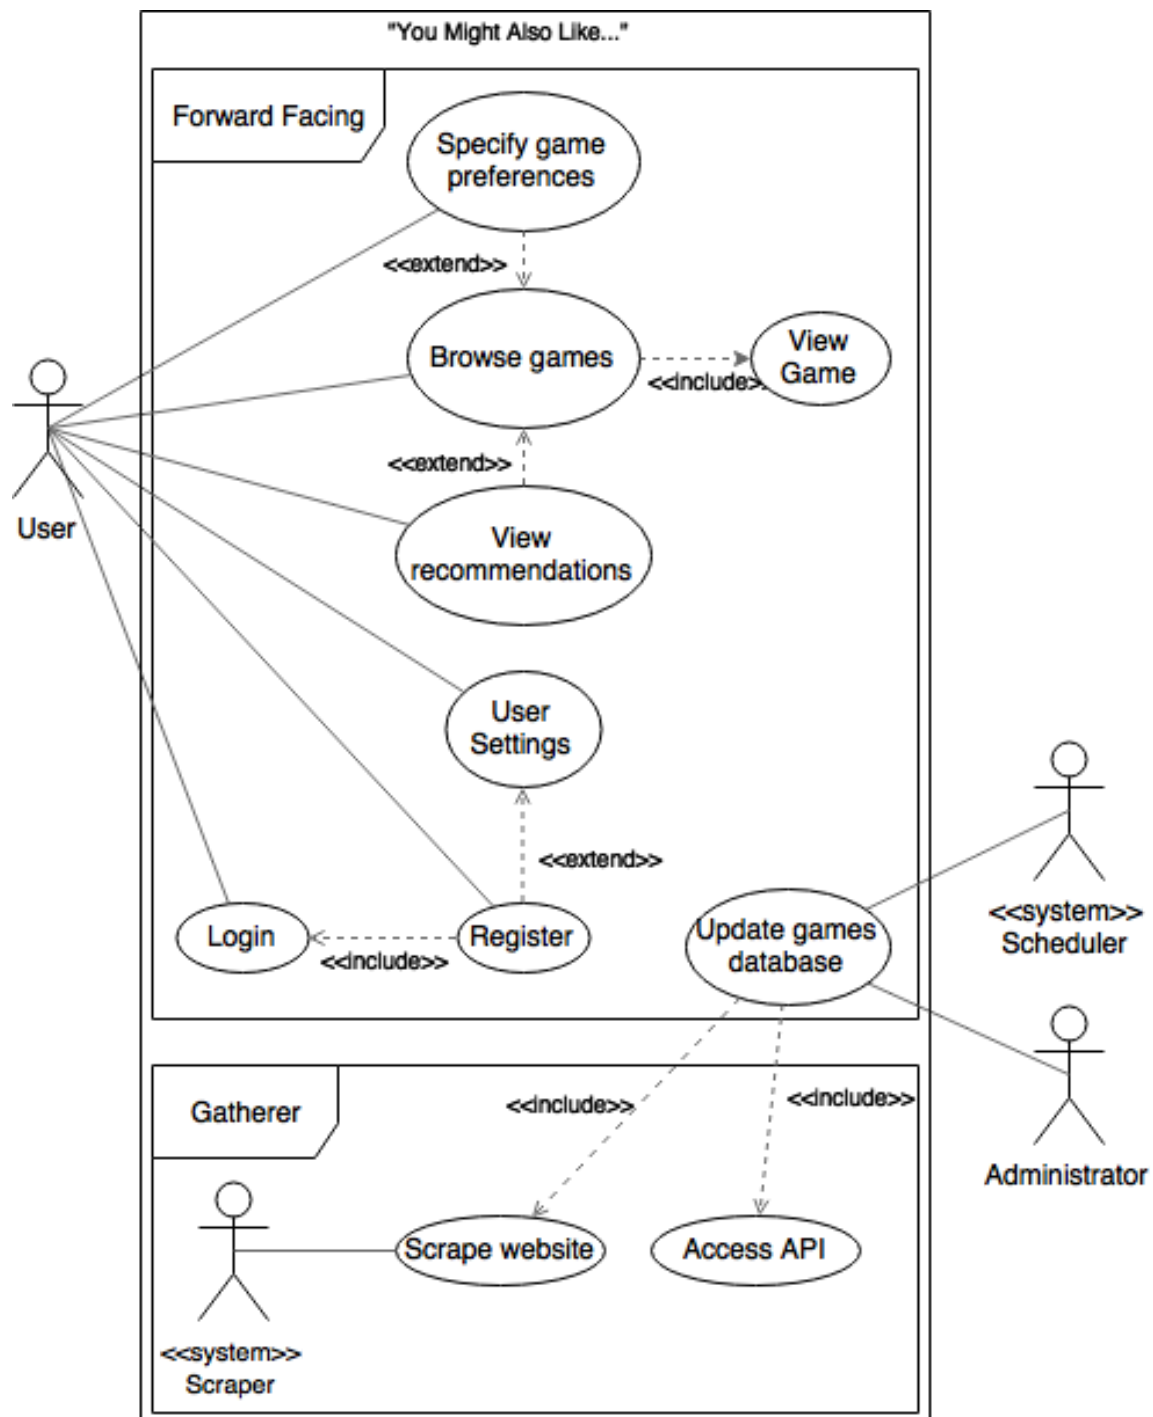 "You Might Also Like..."
Forward Facing
Specify game
preferences
<<extend>>
Browse games
<<include>
View
Game
<<extend>>
View
recommendations
User
User
Settings
<<extend>>
Login
<<include>>
Register
Update games
database
<<system>>
Scheduler
Administrator
Gatherer
<<include>>
<<include>>
Scrape website
Access API
<<system>>
Scraper